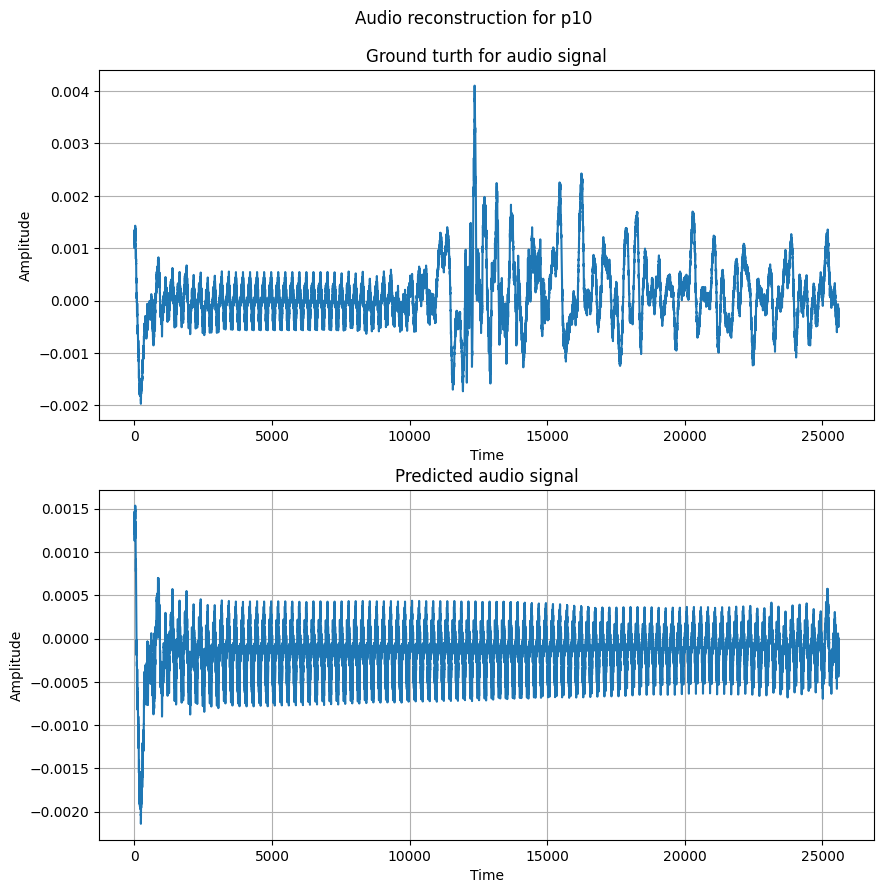 Audio reconstruction for p10
Ground turth for audio signal
Amplitude
0.004
0.003
0.002
0.001
0.000
−0.001
−0.002
0 5000 10000 15000 20000 25000
Time
Predicted audio signal
Amplitude
0.0015
0.0010
0.0005
0.0000
−0.0005
−0.0010
−0.0015
−0.0020
0 5000 10000 15000 20000 25000
Time